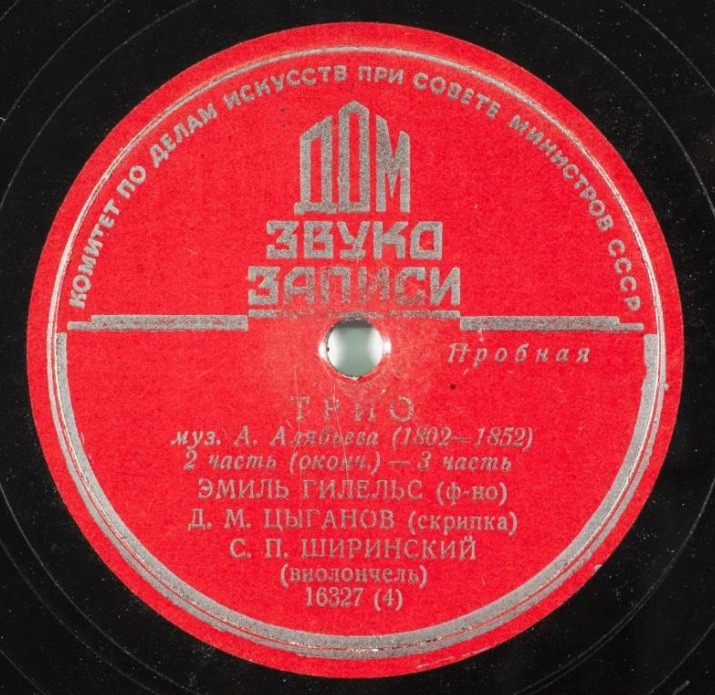 КОМИТЕТ ПО ДЕЛАМ ИСКУССТВ ПРИ СОВЕТЕ МИНИСТРОВ СССР
ДОМ
ЗВУКО
ЗАПИСИ
Пробная
ТРИО
муз. А. Алябьева (1802—1852)
2 часть (оконч.) — 3 часть
ЭМИЛЬ ГИЛЕЛЬС (ф-но)
Д. М. ЦЫГАНОВ (скрипка)
С. П. ШИРИНСКИЙ
(виолончель)
16327 (4)